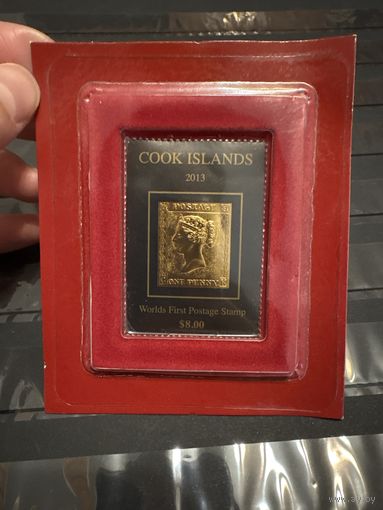 COOK ISLANDS
2013
POSTAGE
ONE PENNY
Worlds First Postage Stamp
$8.00